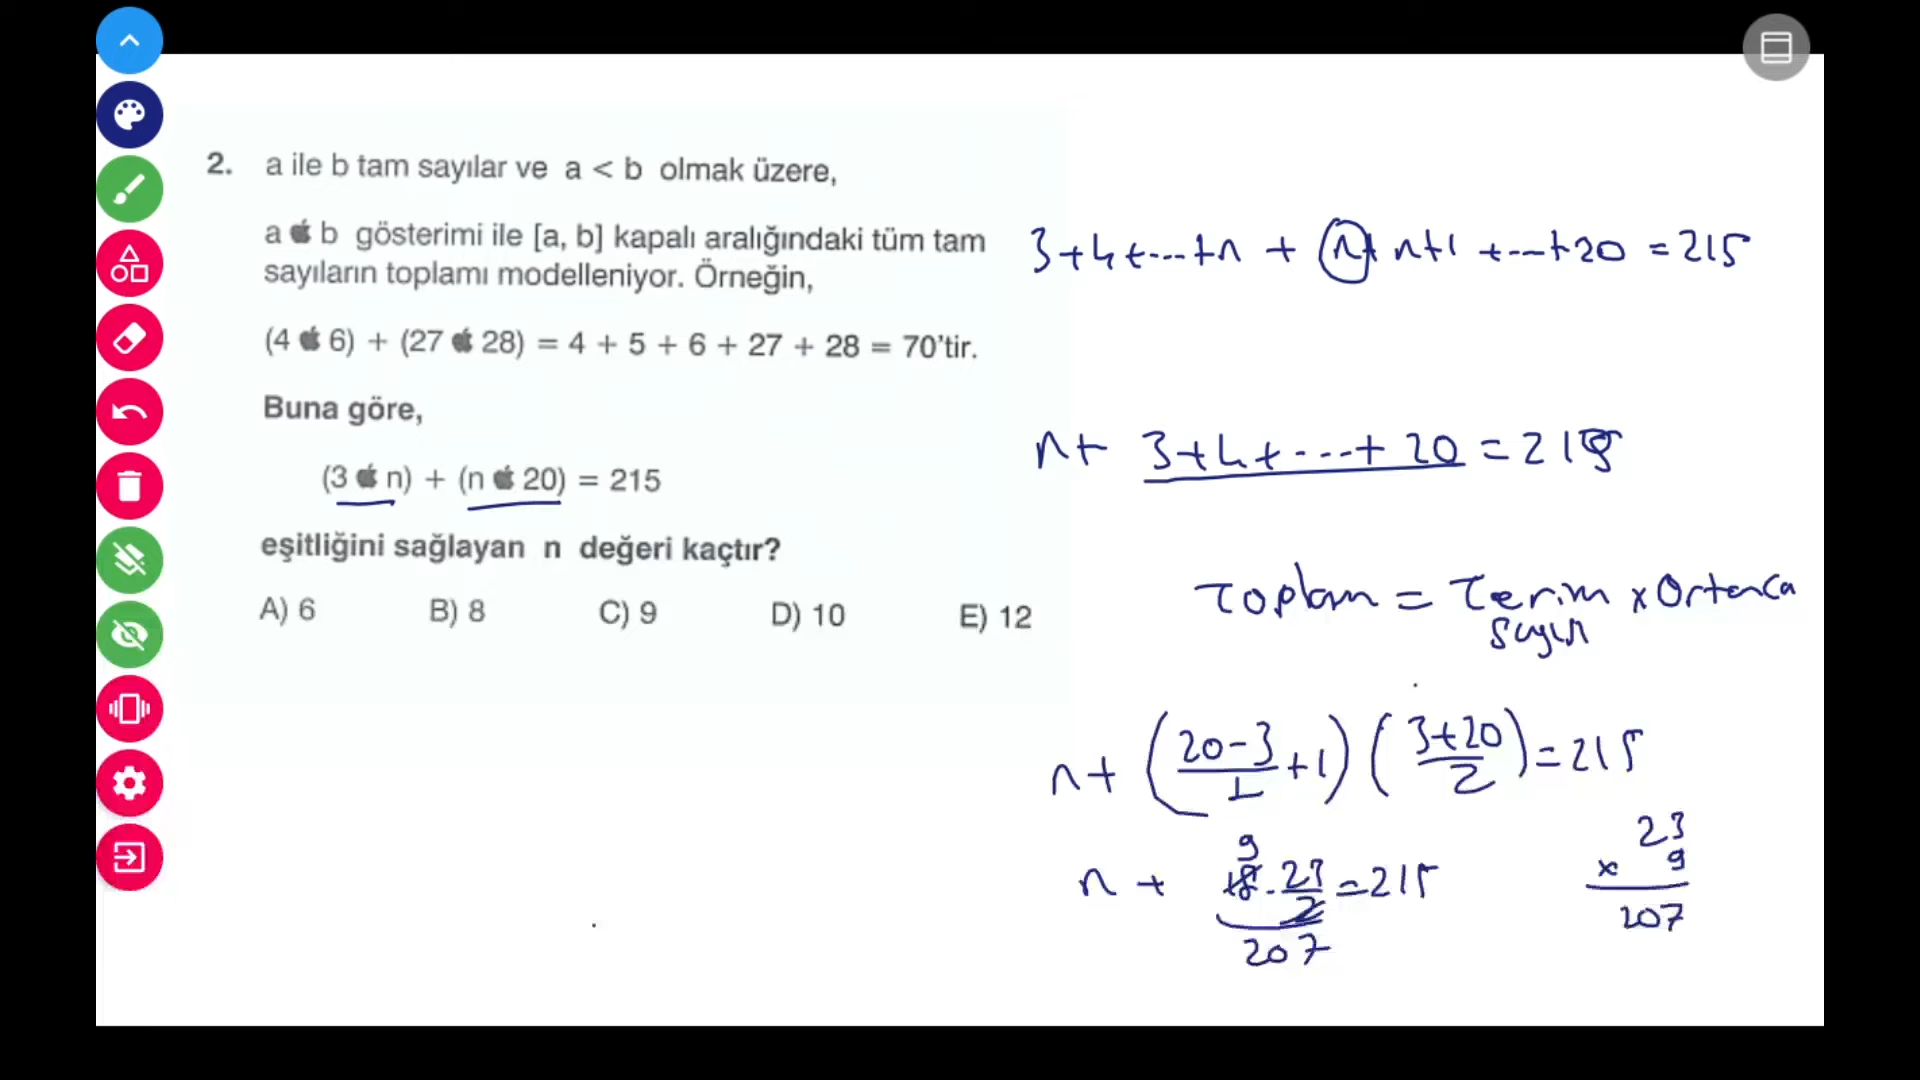 2. a ile b tam sayılar ve a < b olmak üzere,
a b gösterimi ile [a, b] kapalı aralığındaki tüm tam
sayıların toplamı modelleniyor. Örneğin,
(4 6) + (27 28) = 4 + 5 + 6 + 27 + 28 = 70'tir.
Buna göre,
(3 n) + (n 20) = 215
eşitliğini sağlayan n değeri kaçtır?
A) 6 B) 8 C) 9 D) 10 E) 12
3+4+...+n + n+ n+1 +...+20 = 215
n+ 3+4+...+ 20 = 215
Toplam = Terim x Ortanca
sayısı
n+ (20-3/1 +1) (3+20/2) = 215
9
n + 18 . 23/2 = 215
207
23
x 9
207